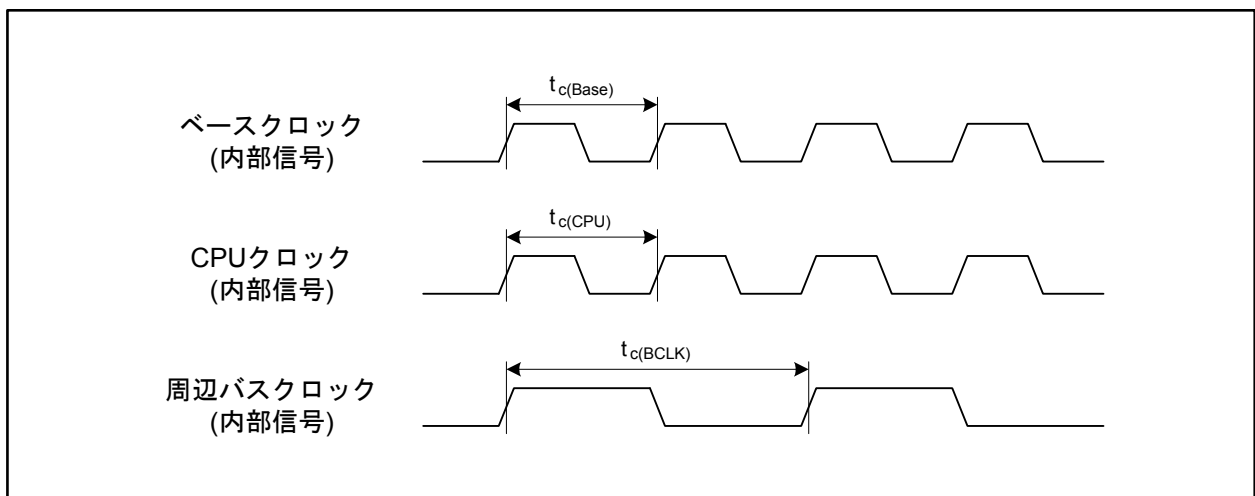 tc(Base)
ベースクロック
(内部信号)
tc(CPU)
CPUクロック
(内部信号)
tc(BCLK)
周辺バスクロック
(内部信号)